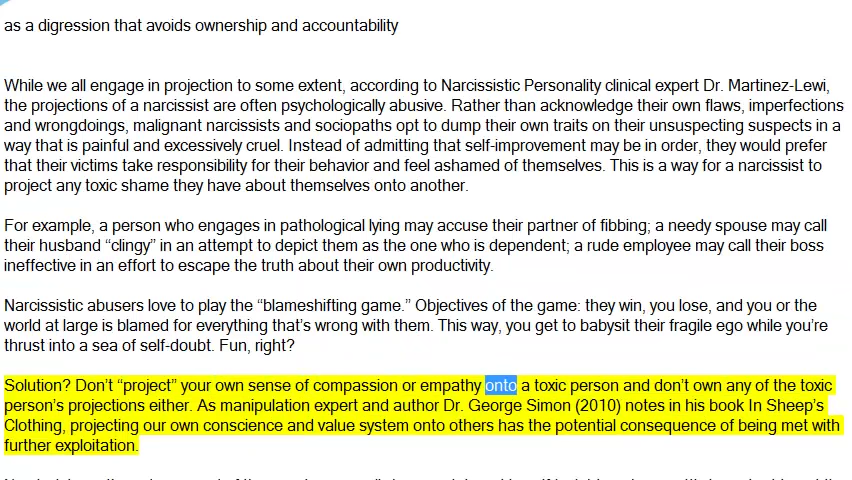 as a digression that avoids ownership and accountability
While we all engage in projection to some extent, according to Narcissistic Personality clinical expert Dr. Martinez-Lewi,
the projections of a narcissist are often psychologically abusive. Rather than acknowledge their own flaws, imperfections
and wrongdoings, malignant narcissists and sociopaths opt to dump their own traits on their unsuspecting suspects in a
way that is painful and excessively cruel. Instead of admitting that self-improvement may be in order, they would prefer
that their victims take responsibility for their behavior and feel ashamed of themselves. This is a way for a narcissist to
project any toxic shame they have about themselves onto another.
For example, a person who engages in pathological lying may accuse their partner of fibbing; a needy spouse may call
their husband “clingy” in an attempt to depict them as the one who is dependent; a rude employee may call their boss
ineffective in an effort to escape the truth about their own productivity.
Narcissistic abusers love to play the “blameshifting game.” Objectives of the game: they win, you lose, and you or the
world at large is blamed for everything that’s wrong with them. This way, you get to babysit their fragile ego while you’re
thrust into a sea of self-doubt. Fun, right?
Solution? Don’t “project” your own sense of compassion or empathy onto a toxic person and don’t own any of the toxic
person’s projections either. As manipulation expert and author Dr. George Simon (2010) notes in his book In Sheep’s
Clothing, projecting our own conscience and value system onto others has the potential consequence of being met with
further exploitation.